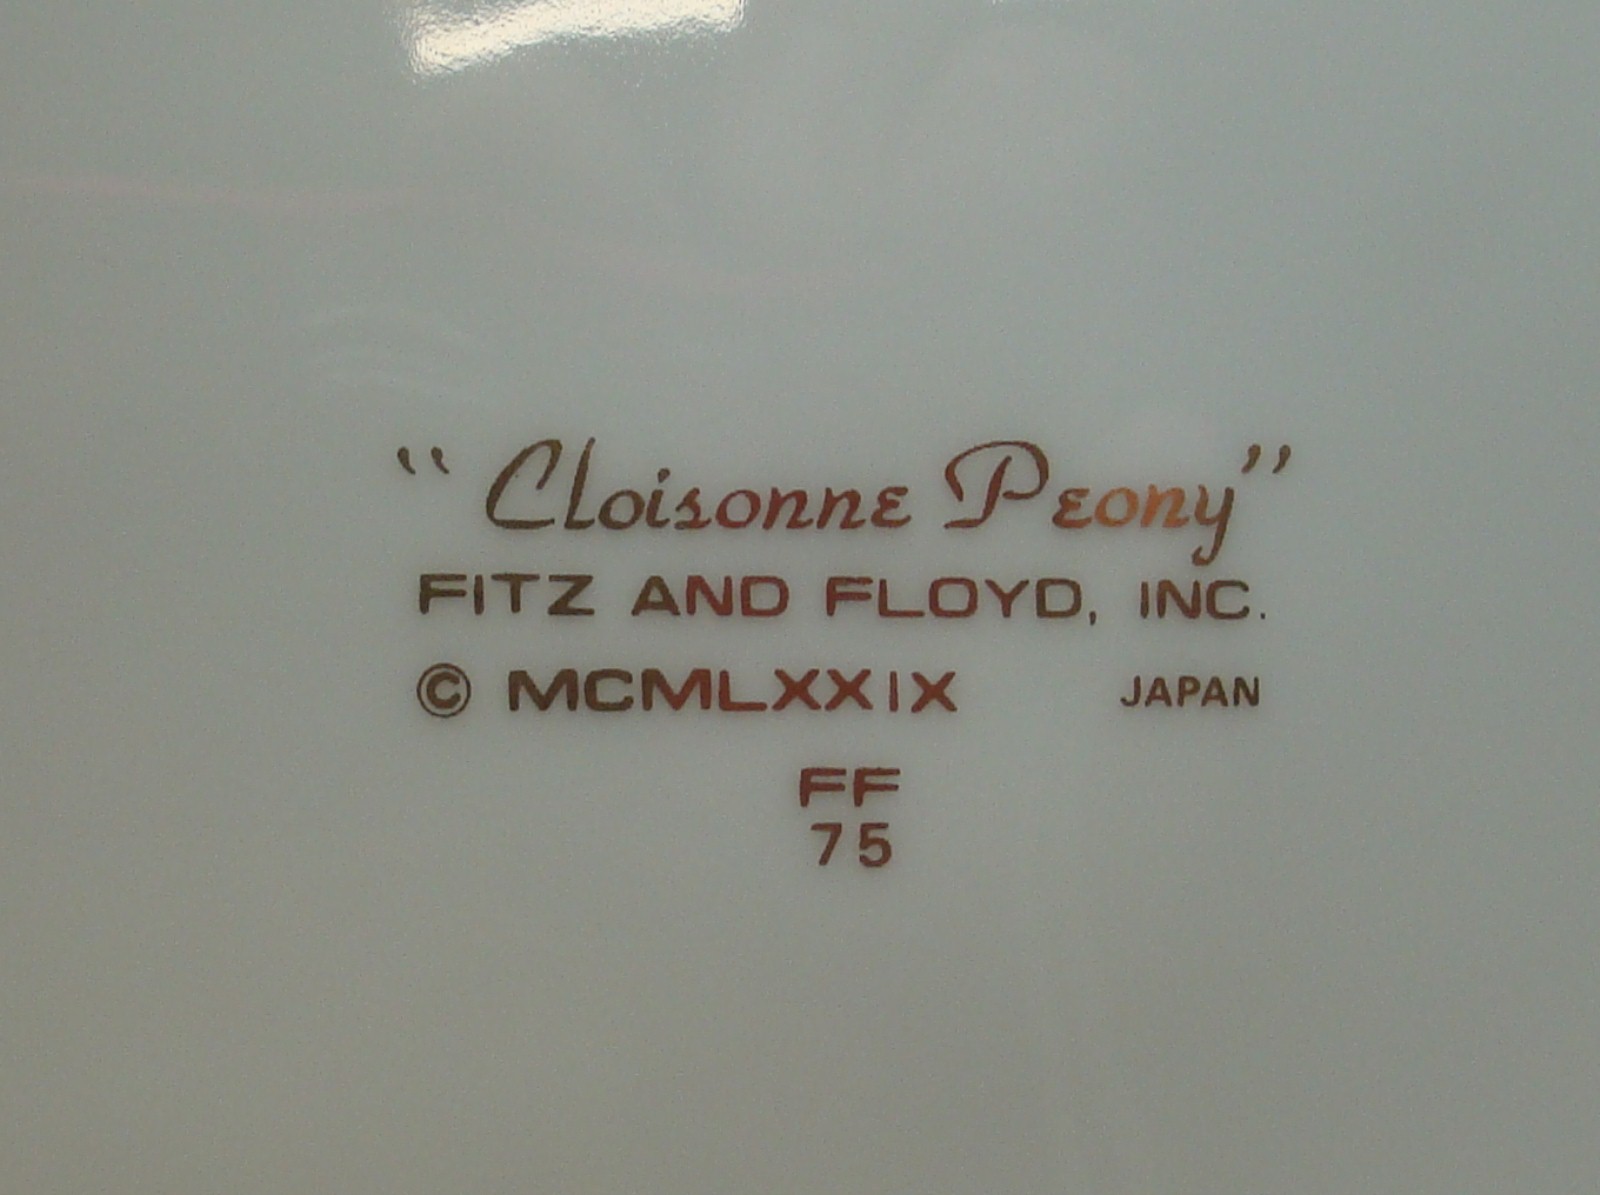 “Cloisonne Peony”
FITZ AND FLOYD, INC.
© MCMLXXIX JAPAN
FF
75